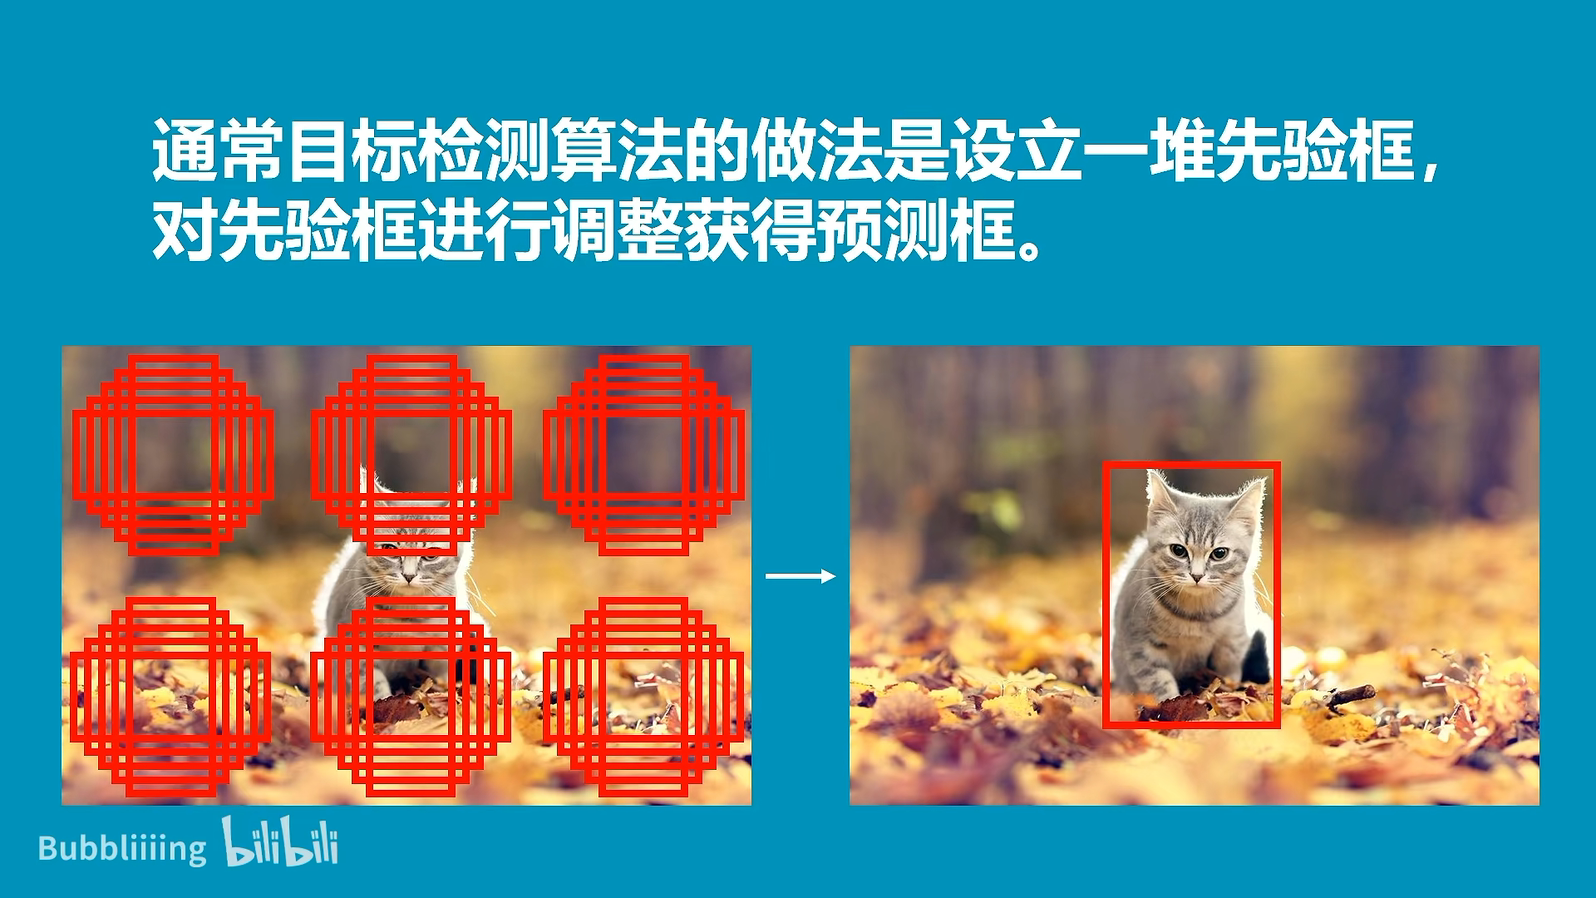 通常目标检测算法的做法是设立一堆先验框，
对先验框进行调整获得预测框。
Bubbliiiing bilibili